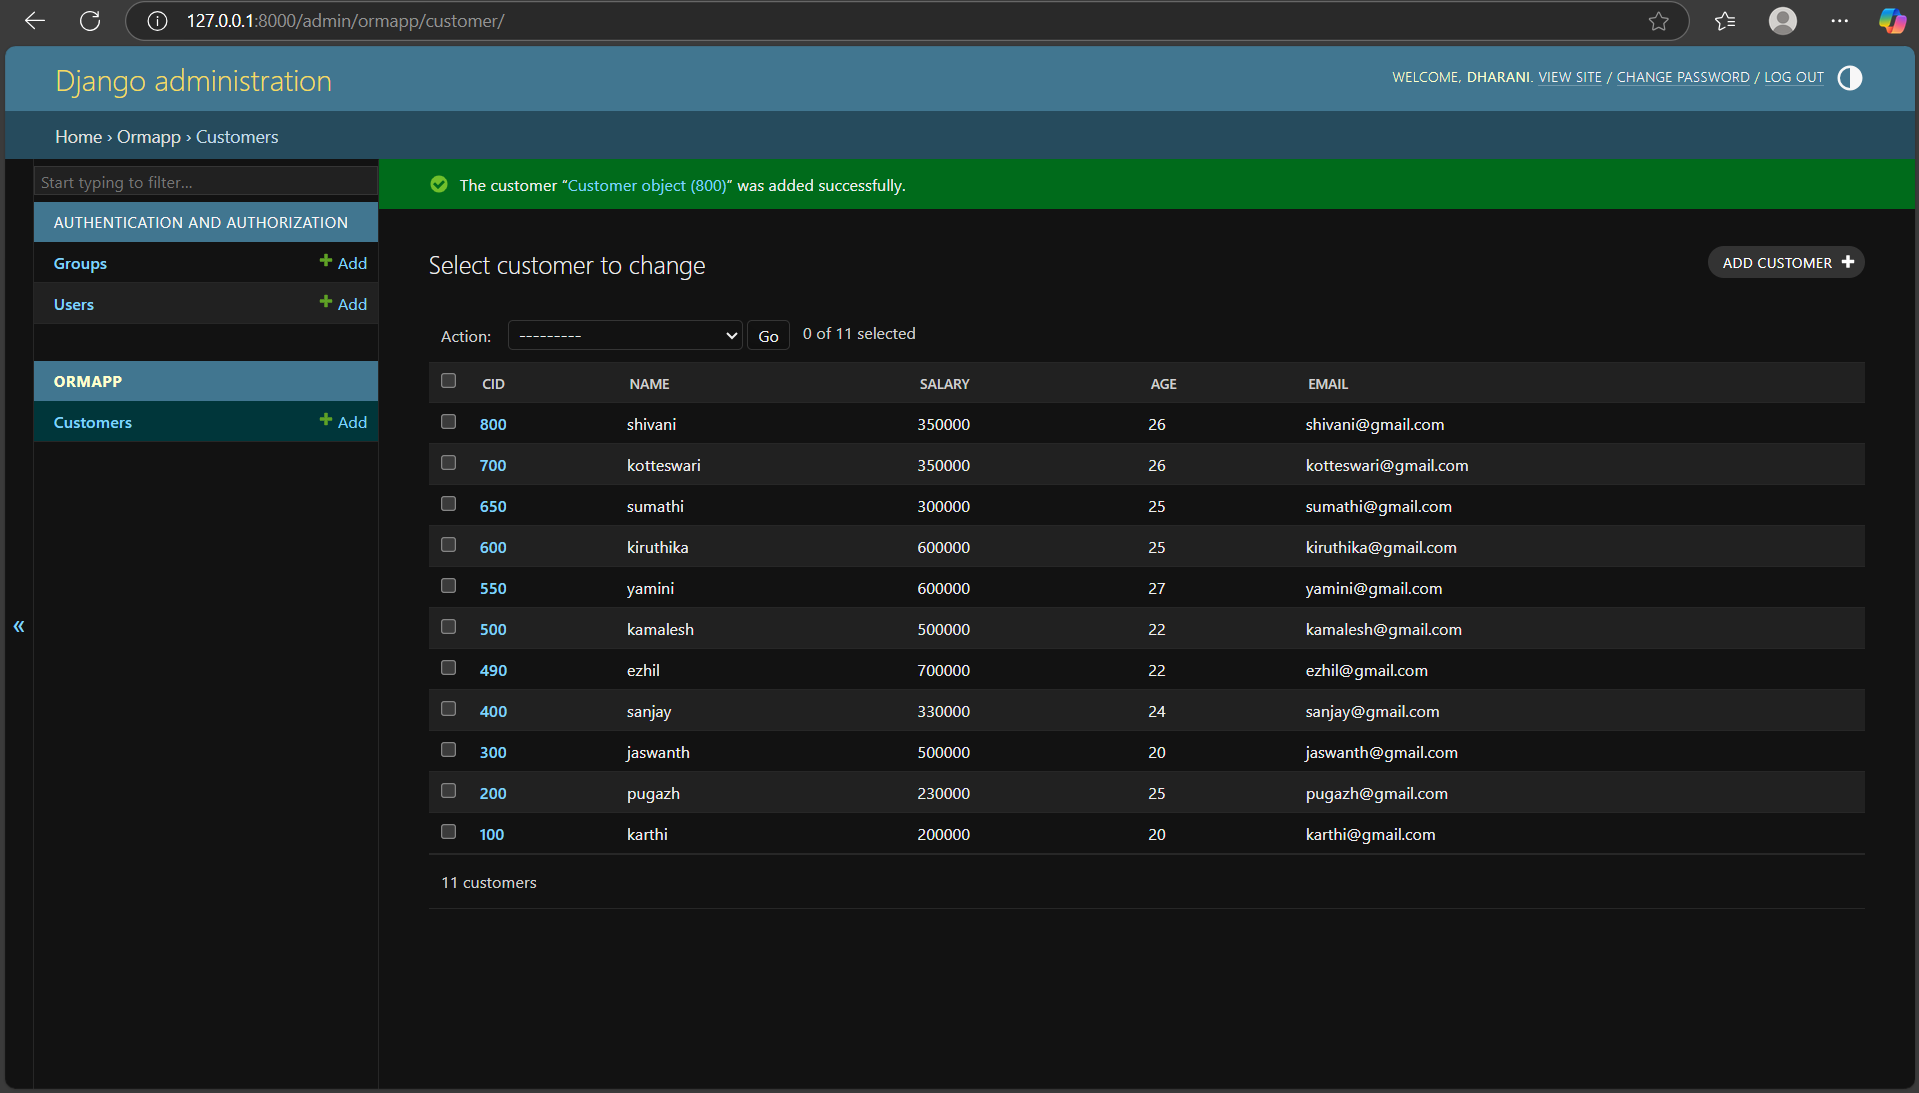 127.0.0.1:8000/admin/ormapp/customer/
Django administration
WELCOME, DHARANI. VIEW SITE / CHANGE PASSWORD / LOG OUT
Home › Ormapp › Customers
Start typing to filter...
AUTHENTICATION AND AUTHORIZATION
Groups + Add
Users + Add
ORMAPP
Customers + Add
«
The customer “Customer object (800)” was added successfully.
Select customer to change
ADD CUSTOMER +
Action: --------- Go 0 of 11 selected
CID NAME SALARY AGE EMAIL
800 shivani 350000 26 shivani@gmail.com
700 kotteswari 350000 26 kotteswari@gmail.com
650 sumathi 300000 25 sumathi@gmail.com
600 kiruthika 600000 25 kiruthika@gmail.com
550 yamini 600000 27 yamini@gmail.com
500 kamalesh 500000 22 kamalesh@gmail.com
490 ezhil 700000 22 ezhil@gmail.com
400 sanjay 330000 24 sanjay@gmail.com
300 jaswanth 500000 20 jaswanth@gmail.com
200 pugazh 230000 25 pugazh@gmail.com
100 karthi 200000 20 karthi@gmail.com
11 customers